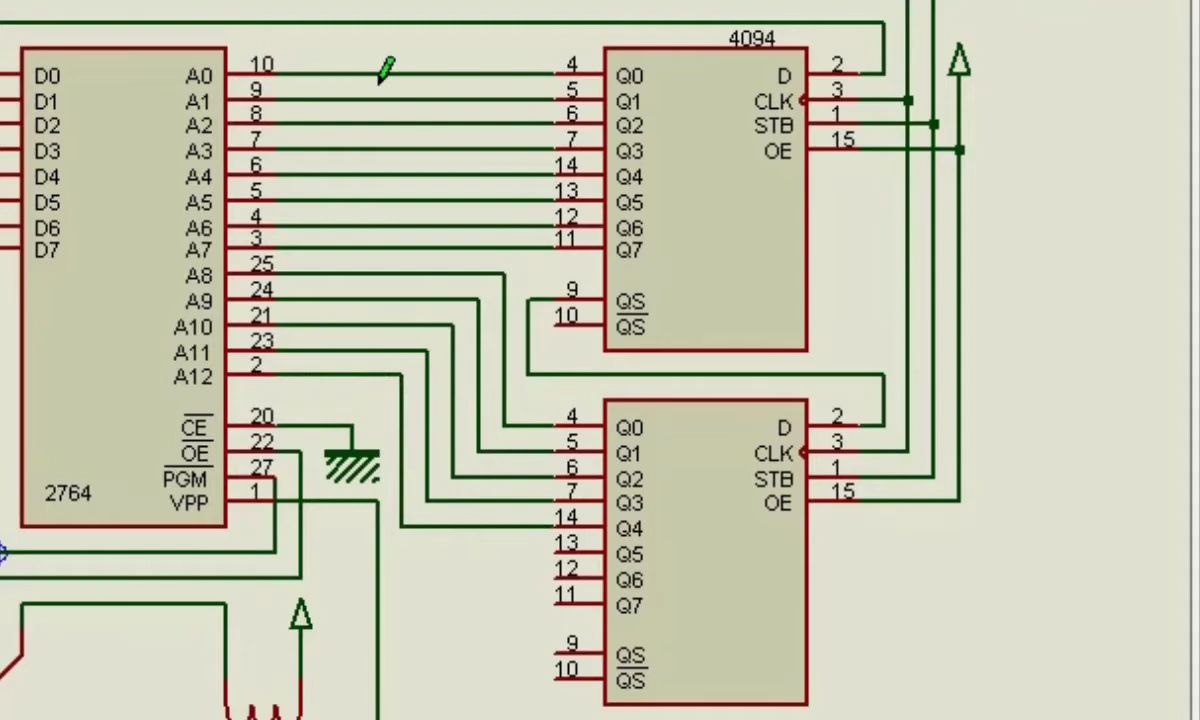 4094
D0 A0 10 4 Q0 D 2
D1 A1 9 5 Q1 CLK 3
D2 A2 8 6 Q2 STB 1
D3 A3 7 7 Q3 OE 15
D4 A4 6 14 Q4
D5 A5 5 13 Q5
D6 A6 4 12 Q6
D7 A7 3 11 Q7
A8 25
A9 24 9 QS
A10 21 10 QS
A11 23
A12 2
CE 20 4 Q0 D 2
OE 22 5 Q1 CLK 3
PGM 27 6 Q2 STB 1
2764 VPP 1 7 Q3 OE 15
14 Q4
13 Q5
12 Q6
11 Q7
9 QS
10 QS